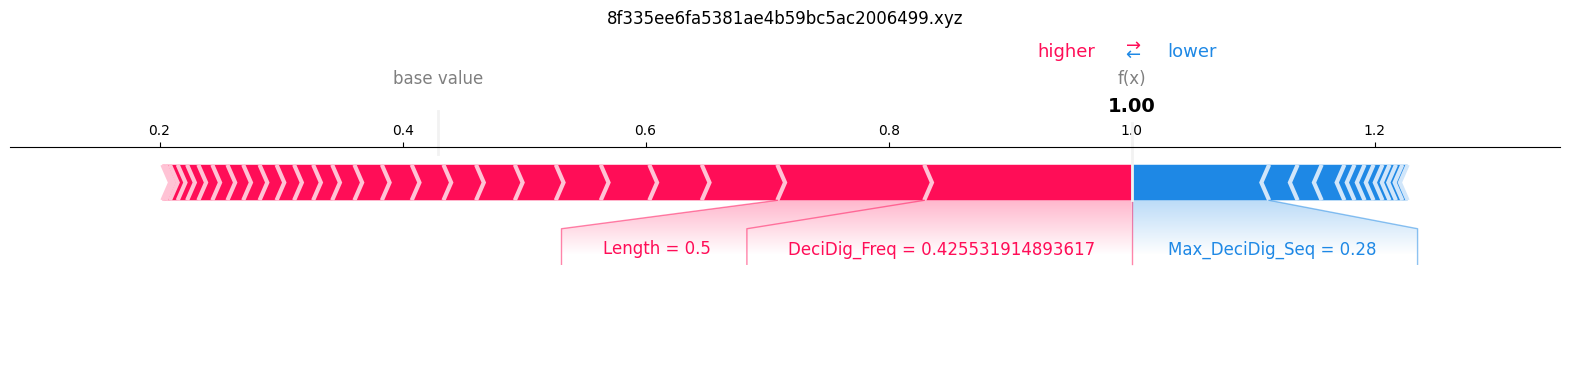 8f335ee6fa5381ae4b59bc5ac2006499.xyz
higher ⇄ lower
base value f(x)
1.00
0.2 0.4 0.6 0.8 1.0 1.2
Length = 0.5 DeciDig_Freq = 0.425531914893617 Max_DeciDig_Seq = 0.28